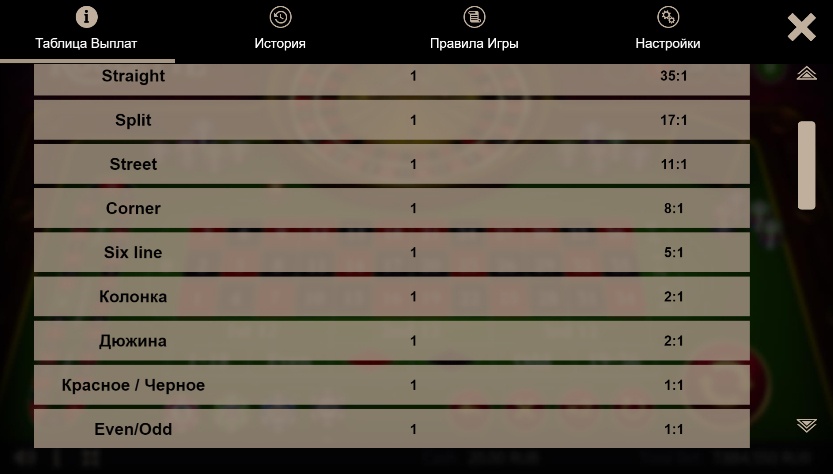 Таблица Выплат История Правила Игры Настройки
Straight 1 35:1
Split 1 17:1
Street 1 11:1
Corner 1 8:1
Six line 1 5:1
Колонка 1 2:1
Дюжина 1 2:1
Красное / Черное 1 1:1
Even/Odd 1 1:1